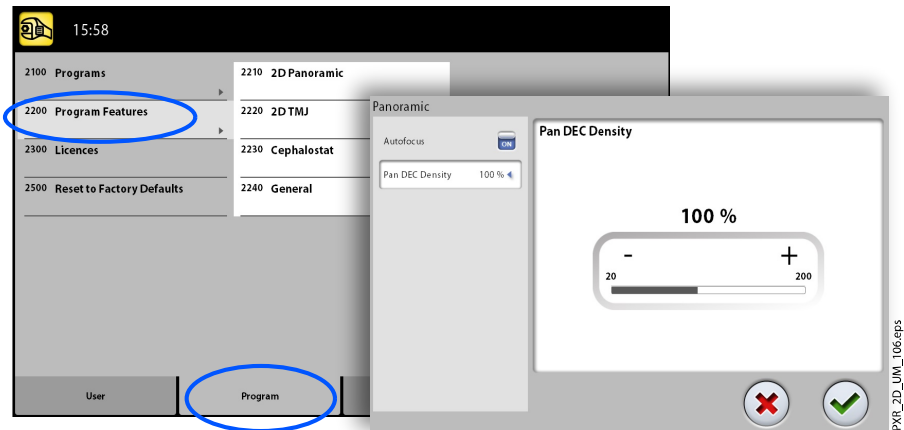 15:58
2100 Programs
2210 2D Panoramic
2200 Program Features
2220 2D TMJ
2300 Licences
2230 Cephalostat
2500 Reset to Factory Defaults
2240 General
User
Program
Panoramic
Autofocus
ON
Pan DEC Density 100 %
Pan DEC Density
100 %
- +
20 200
PXR_2D_UM_106.eps